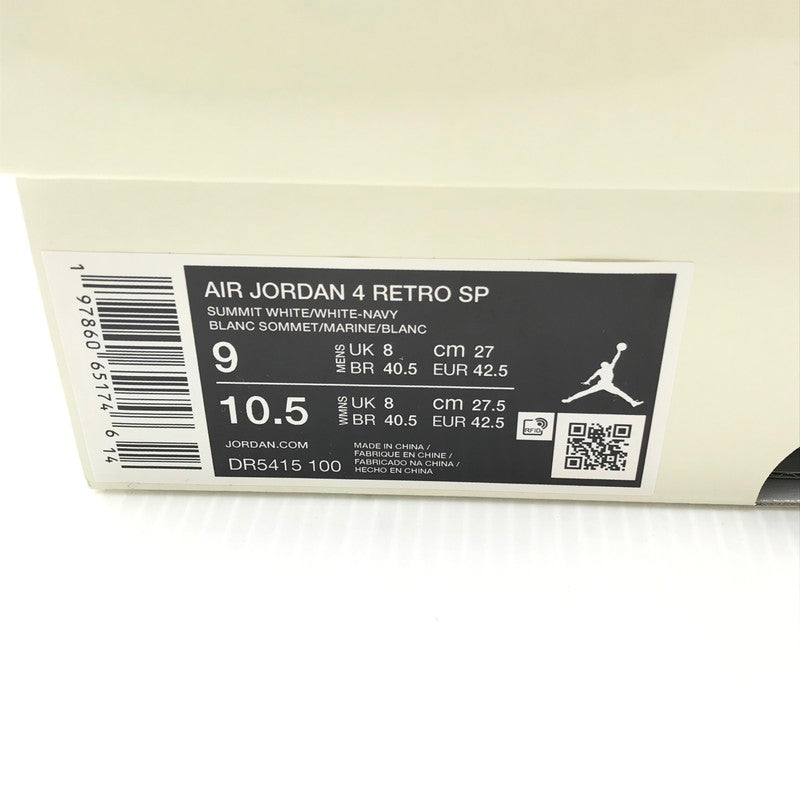 1 97860 65174 6 14
AIR JORDAN 4 RETRO SP
SUMMIT WHITE/WHITE-NAVY
BLANC SOMMET/MARINE/BLANC
9 MENS UK 8 cm 27
BR 40.5 EUR 42.5
10.5 WMNS UK 8 cm 27.5
BR 40.5 EUR 42.5
RFID
JORDAN.COM
DR5415 100
MADE IN CHINA /
FABRIQUE EN CHINE /
FABRICADO NA CHINA /
HECHO EN CHINA